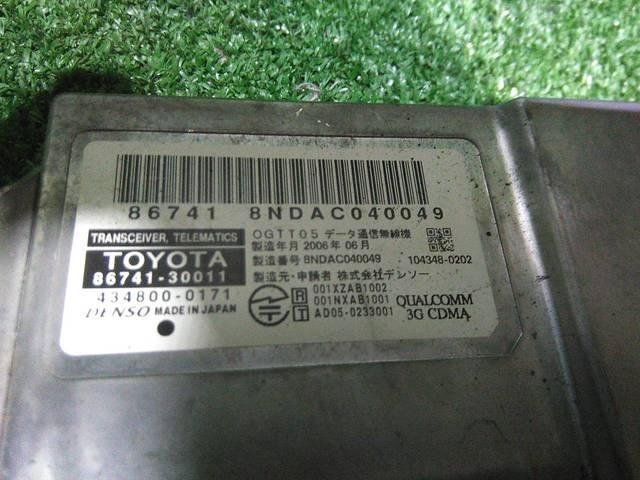 86741 8NDAC040049
TRANSCEIVER, TELEMATICS
TOYOTA
86741-30011
434800-0171
DENSO MADE IN JAPAN
OGTT05 データ通信無線機
製造年月 2006年 06月
製造番号 8NDAC040049
104348-0202
製造元・申請者 株式会社デンソー
R 001XZAB1002
001NXAB1001
T AD05-0233001
QUALCOMM
3G CDMA